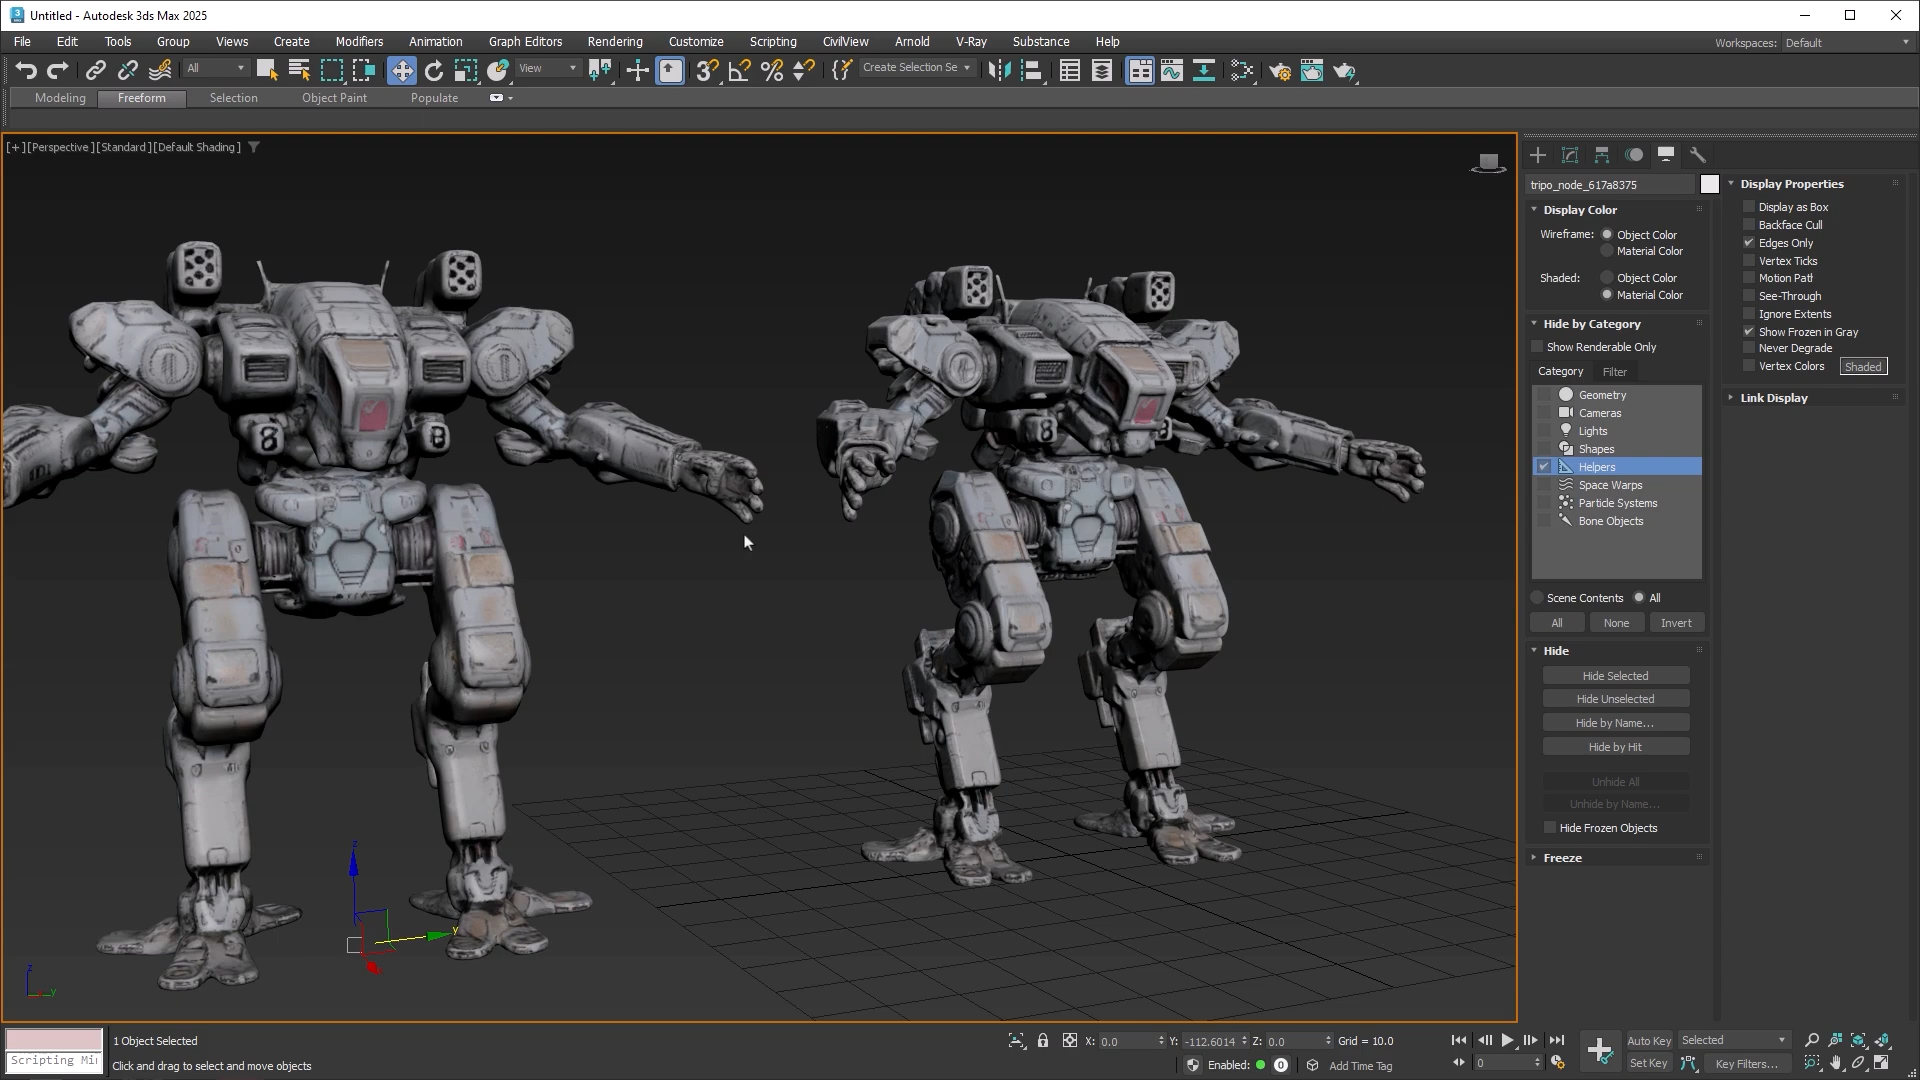 Untitled - Autodesk 3ds Max 2025
File Edit Tools Group Views Create Modifiers Animation Graph Editors Rendering Customize Scripting CivilView Arnold V-Ray Substance Help
Workspaces: Default
All View Create Selection Se
Modeling Freeform Selection Object Paint Populate
[+][Perspective][Standard][Default Shading]
tripo_node_617a8375
Display Color
Wireframe: Object Color
Material Color
Shaded: Object Color
Material Color
Hide by Category
Show Renderable Only
Category Filter
Geometry
Cameras
Lights
Shapes
Helpers
Space Warps
Particle Systems
Bone Objects
Scene Contents All
All None Invert
Hide
Hide Selected
Hide Unselected
Hide by Name...
Hide by Hit
Unhide All
Unhide by Name...
Hide Frozen Objects
Freeze
Display Properties
Display as Box
Backface Cull
Edges Only
Vertex Ticks
Motion Path
See-Through
Ignore Extents
Show Frozen in Gray
Never Degrade
Vertex Colors Shaded
Link Display
8 B
8
z
y
z
y
1 Object Selected
Scripting Mi
Click and drag to select and move objects
X: 0.0 Y: -112.6014 Z: 0.0 Grid = 10.0
Enabled: 0 Add Time Tag
0
Auto Key Selected
Set Key Key Filters...